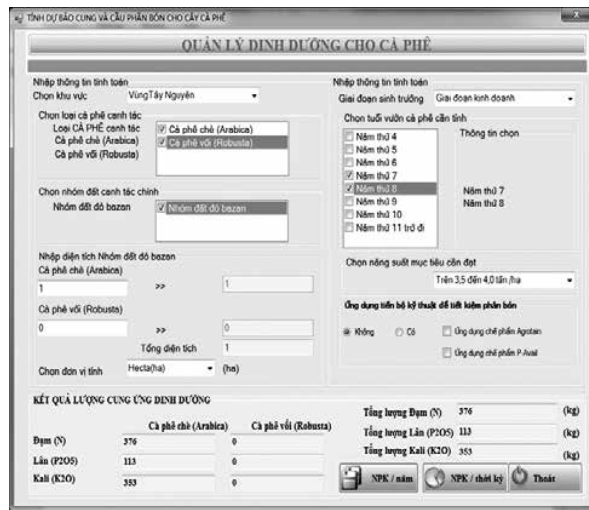 TÍNH DỰ BÁO CUNG VÀ CẦU PHÂN BÓN CHO CÂY CÀ PHÊ
QUẢN LÝ DINH DƯỠNG CHO CÀ PHÊ
Nhập thông tin tính toán
Chọn khu vực VùngTây Nguyên
Chọn loại cà phê canh tác
Loại CÀ PHÊ canh tác
Cà phê chè (Arabica)
Cà phê vối (Robusta)
Cà phê chè (Arabica)
Cà phê vối (Robusta)
Chọn nhóm đất canh tác chính
Nhóm đất đỏ bazan Nhóm đất đỏ bazan
Nhập diện tích Nhóm đất đỏ bazan
Cà phê chè (Arabica)
1 >> 1
Cà phê vối (Robusta)
0 >> 0
Tổng diện tích 1
Chọn đơn vị tính Hecta(ha) (ha)
Nhập thông tin tính toán
Giai đoạn sinh trưởng Giai đoạn kinh doanh
Chọn tuổi vườn cà phê cần tính
Năm thứ 4
Năm thứ 5
Năm thứ 6
Năm thứ 7
Năm thứ 8
Năm thứ 9
Năm thứ 10
Năm thứ 11 trở đi
Thông tin chọn
Năm thứ 7
Năm thứ 8
Chọn năng suất mục tiêu cần đạt
Trên 3,5 đến 4,0 tấn /ha
Ứng dụng tiến bộ kỹ thuật để tiết kiệm phân bón
Không Có Ứng dụng chế phẩm Agrotain
Ứng dụng chế phẩm P-Avail
KẾT QUẢ LƯỢNG CUNG ỨNG DINH DƯỠNG
Cà phê chè (Arabica) Cà phê vối (Robusta)
Đạm (N) 376 0
Lân (P2O5) 113 0
Kali (K2O) 353 0
Tổng lượng Đạm (N) 376 (kg)
Tổng lượng Lân (P2O5) 113 (kg)
Tổng lượng Kali (K2O) 353 (kg)
NPK / năm NPK / thời kỳ Thoát